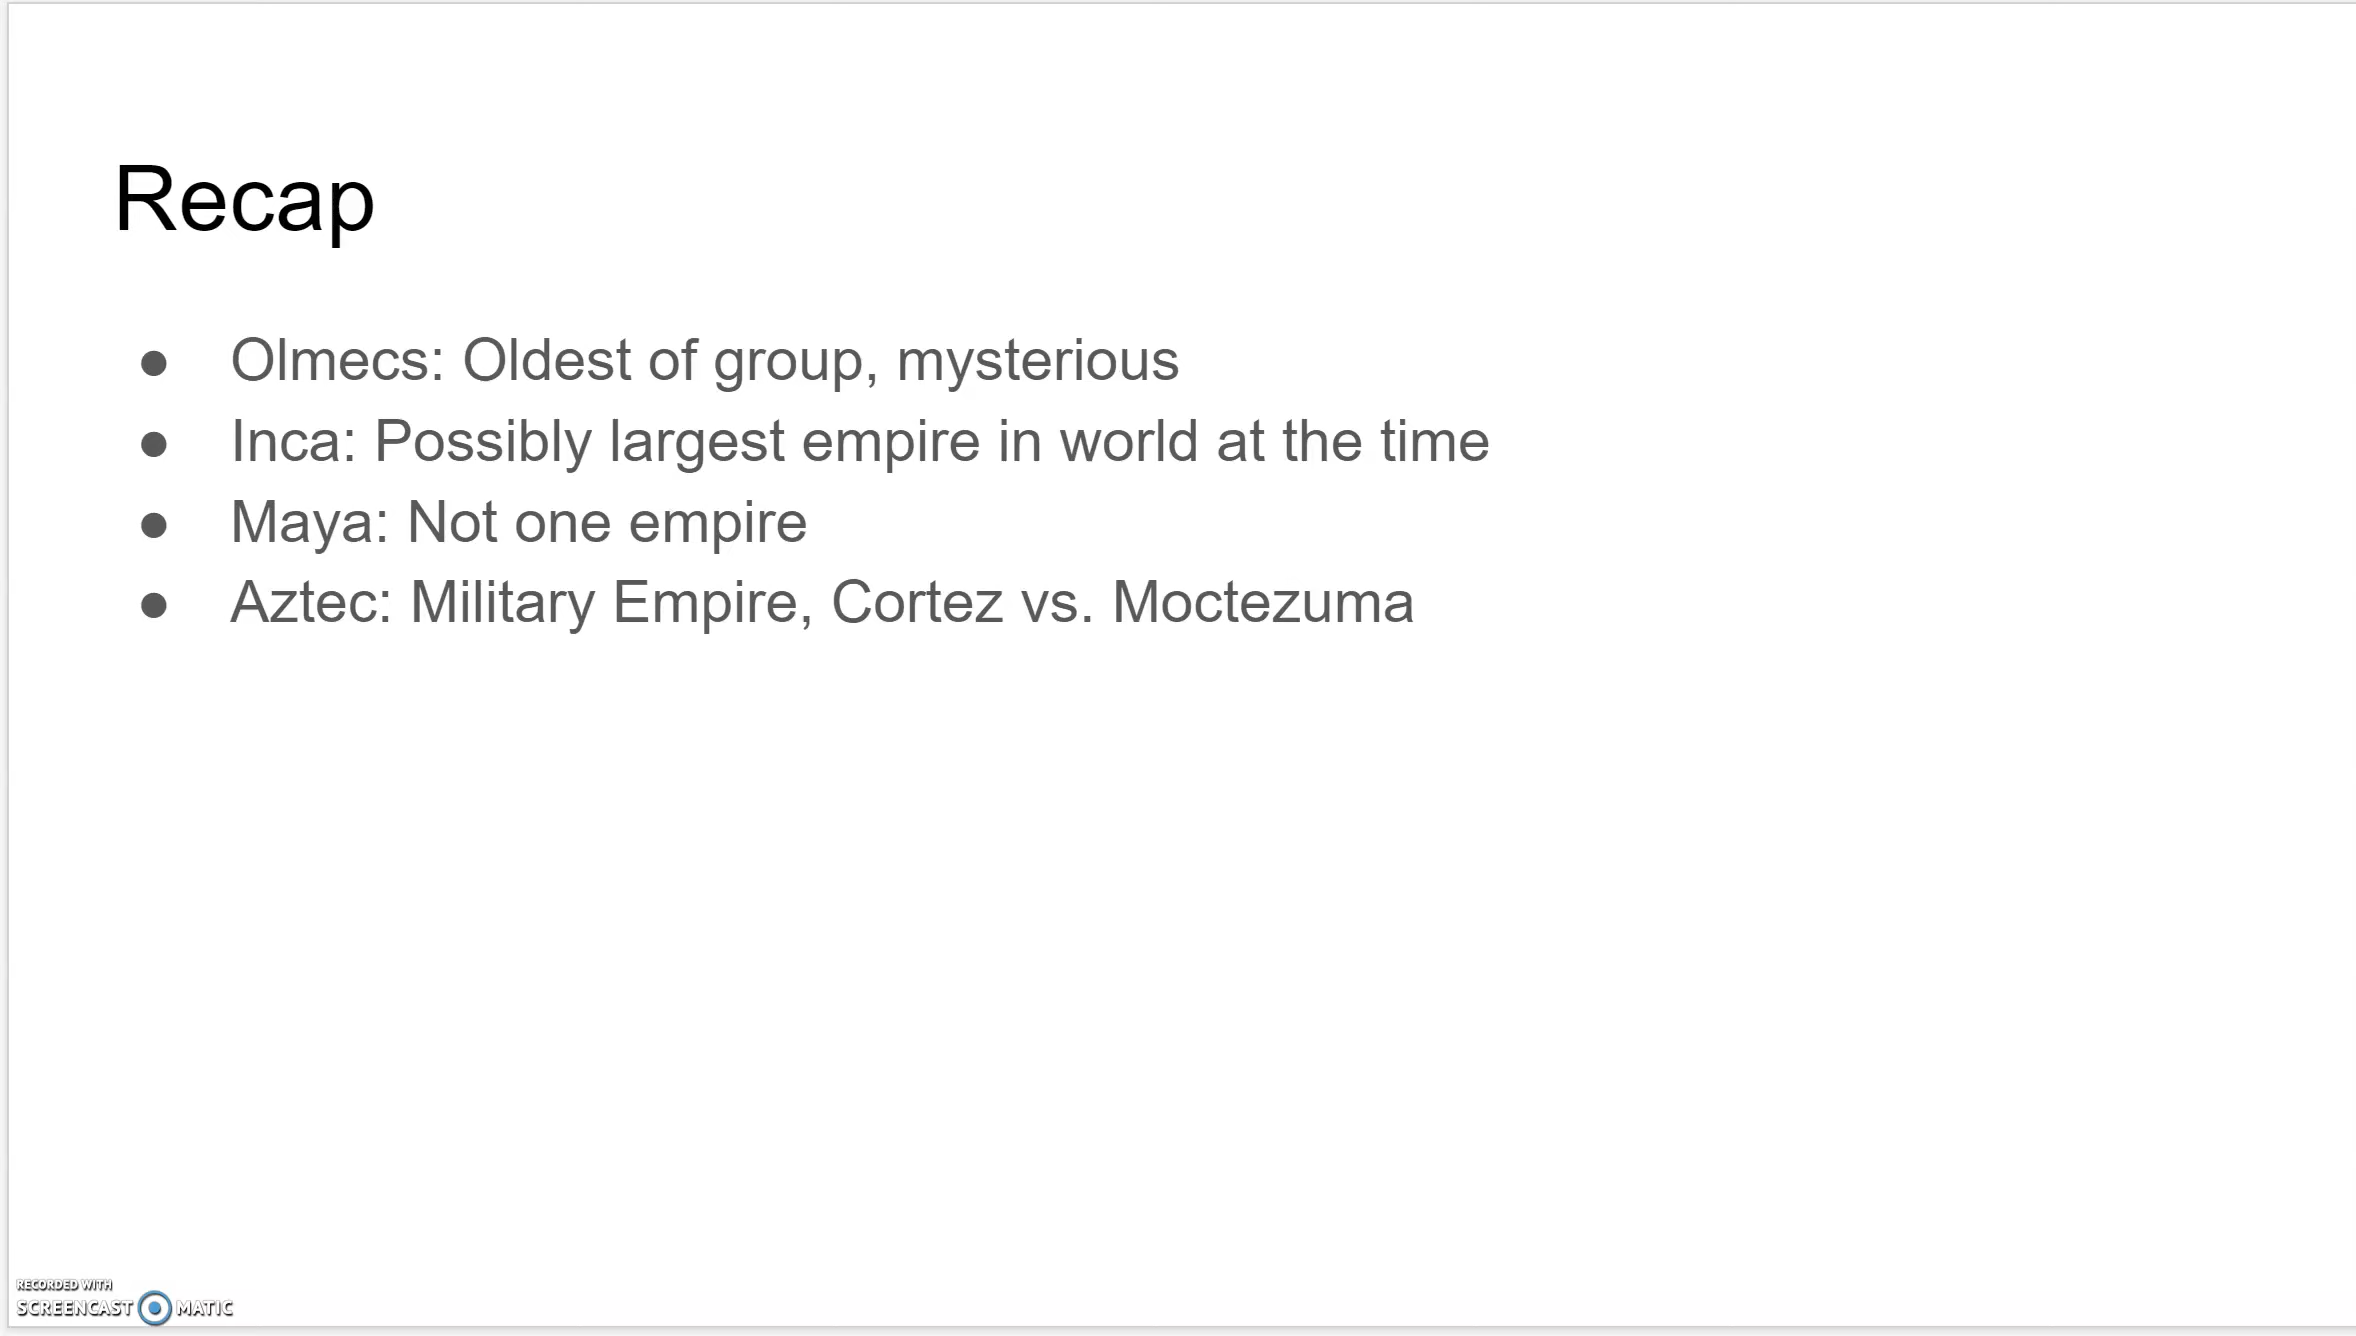 Recap
● Olmecs: Oldest of group, mysterious
● Inca: Possibly largest empire in world at the time
● Maya: Not one empire
● Aztec: Military Empire, Cortez vs. Moctezuma
RECORDED WITH
SCREENCAST MATIC